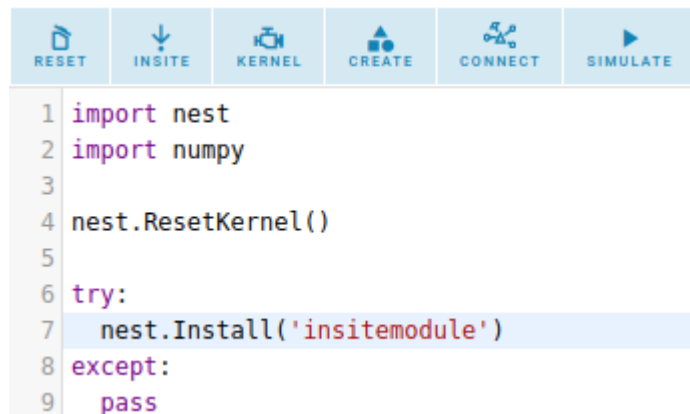 RESET INSITE KERNEL CREATE CONNECT SIMULATE
1 import nest
2 import numpy
3
4 nest.ResetKernel()
5
6 try:
7   nest.Install('insitemodule')
8 except:
9   pass